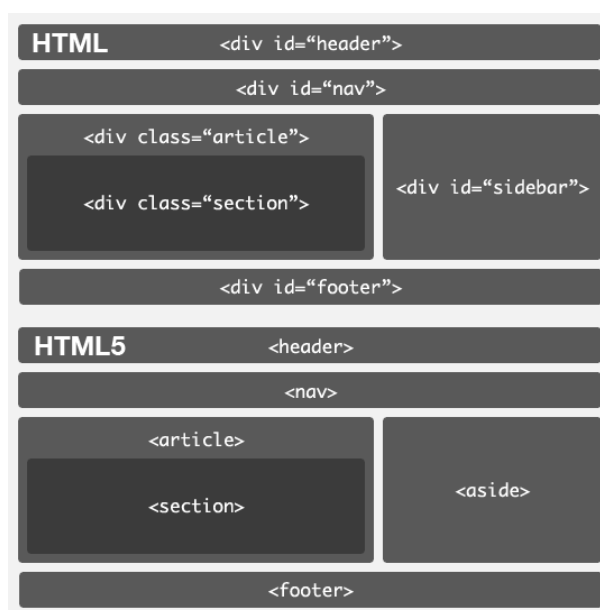 HTML <div id=“header”>
<div id=“nav”>
<div class=“article”>
<div class=“section”>
<div id=“sidebar”>
<div id=“footer”>
HTML5 <header>
<nav>
<article>
<section>
<aside>
<footer>